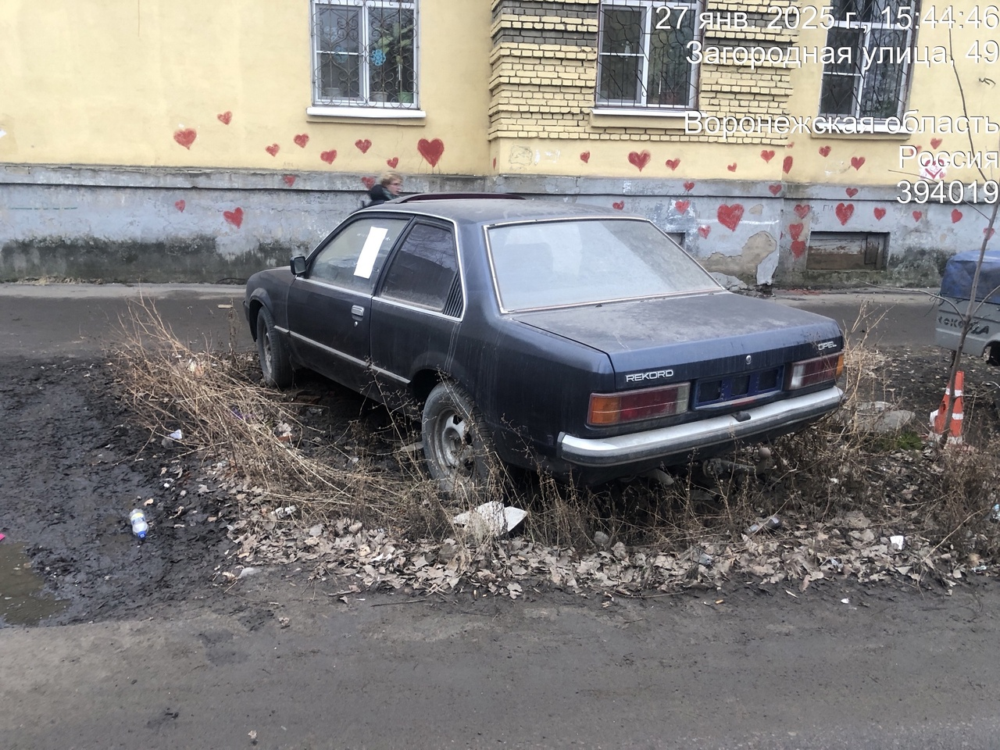 27 янв. 2025 г., 15:44:46
Загородная улица, 49
Воронежская область
Россия
394019
OPEL
REKORD